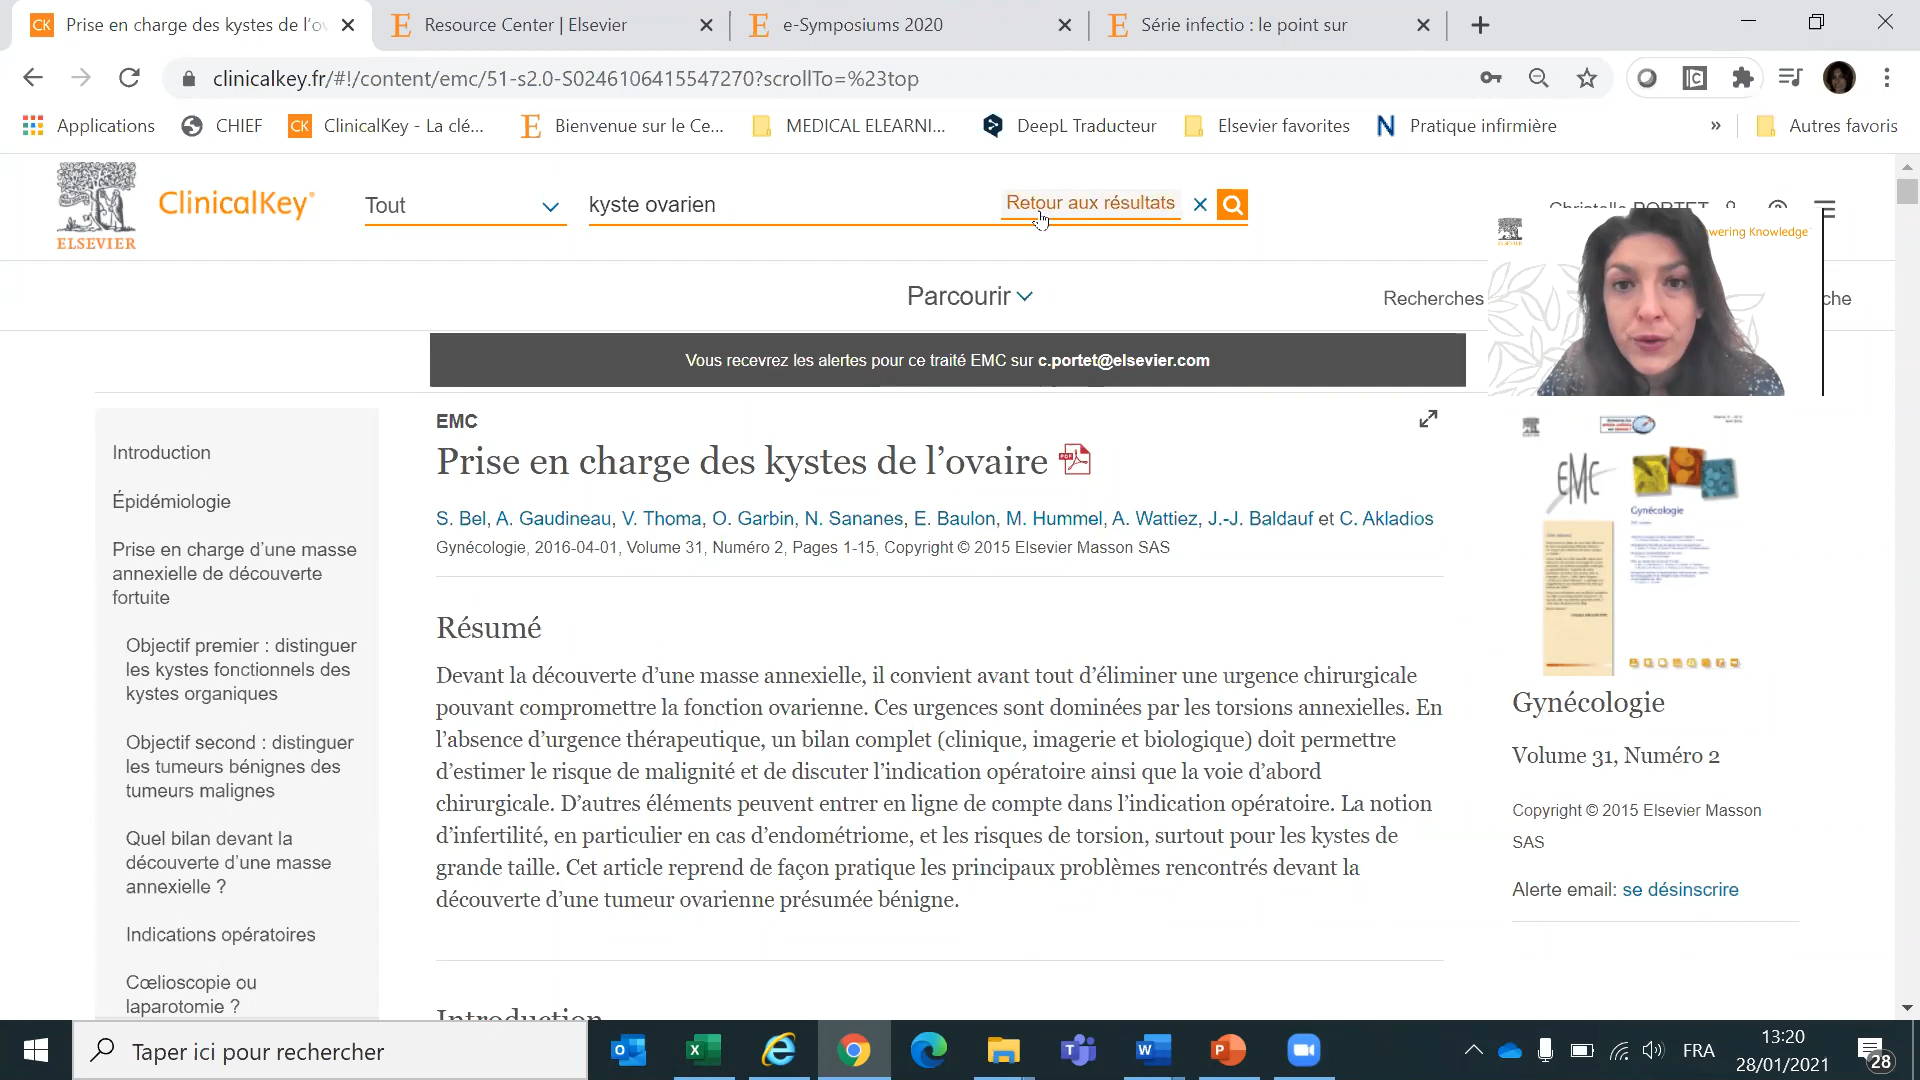 Prise en charge des kystes de l'o
Resource Center | Elsevier
e-Symposiums 2020
Série infectio : le point sur
clinicalkey.fr/#!/content/emc/51-s2.0-S0246106415547270?scrollTo=%23top
Applications
CHIEF
ClinicalKey - La clé...
Bienvenue sur le Ce...
MEDICAL ELEARNI...
DeepL Traducteur
Elsevier favorites
Pratique infirmière
»
Autres favoris
ELSEVIER
ClinicalKey
Tout
kyste ovarien
Retour aux résultats
Christelle PORTET
wering Knowledge
Parcourir
Recherches
che
Vous recevrez les alertes pour ce traité EMC sur c.portet@elsevier.com
Introduction
Épidémiologie
Prise en charge d'une masse
annexielle de découverte
fortuite
Objectif premier : distinguer
les kystes fonctionnels des
kystes organiques
Objectif second : distinguer
les tumeurs bénignes des
tumeurs malignes
Quel bilan devant la
découverte d'une masse
annexielle ?
Indications opératoires
Cœlioscopie ou
laparotomie ?
EMC
Prise en charge des kystes de l'ovaire
S. Bel, A. Gaudineau, V. Thoma, O. Garbin, N. Sananes, E. Baulon, M. Hummel, A. Wattiez, J.-J. Baldauf et C. Akladios
Gynécologie, 2016-04-01, Volume 31, Numéro 2, Pages 1-15, Copyright © 2015 Elsevier Masson SAS
Résumé
Devant la découverte d'une masse annexielle, il convient avant tout d'éliminer une urgence chirurgicale
pouvant compromettre la fonction ovarienne. Ces urgences sont dominées par les torsions annexielles. En
l'absence d'urgence thérapeutique, un bilan complet (clinique, imagerie et biologique) doit permettre
d'estimer le risque de malignité et de discuter l'indication opératoire ainsi que la voie d'abord
chirurgicale. D'autres éléments peuvent entrer en ligne de compte dans l'indication opératoire. La notion
d'infertilité, en particulier en cas d'endométriome, et les risques de torsion, surtout pour les kystes de
grande taille. Cet article reprend de façon pratique les principaux problèmes rencontrés devant la
découverte d'une tumeur ovarienne présumée bénigne.
Introduction
EMC
Gynécologie
Gynécologie
Volume 31, Numéro 2
Copyright © 2015 Elsevier Masson
SAS
Alerte email: se désinscrire
Taper ici pour rechercher
FRA
13:20
28/01/2021
28